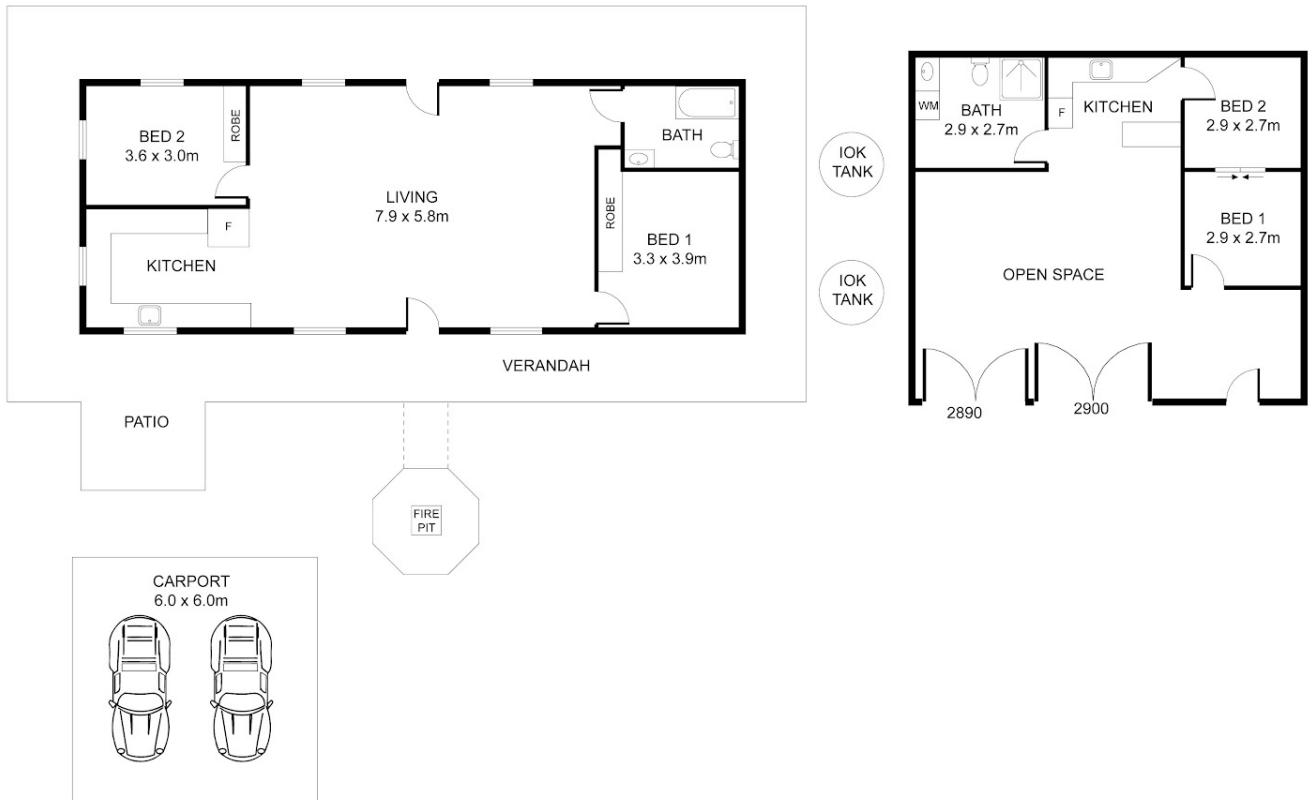 BED 2
3.6 x 3.0m
ROBE
LIVING
7.9 x 5.8m
BATH
ROBE
BED 1
3.3 x 3.9m
F
KITCHEN
VERANDAH
PATIO
FIRE
PIT
CARPORT
6.0 x 6.0m
IOK
TANK
IOK
TANK
WM
BATH
2.9 x 2.7m
F
KITCHEN
BED 2
2.9 x 2.7m
BED 1
2.9 x 2.7m
OPEN SPACE
2890
2900